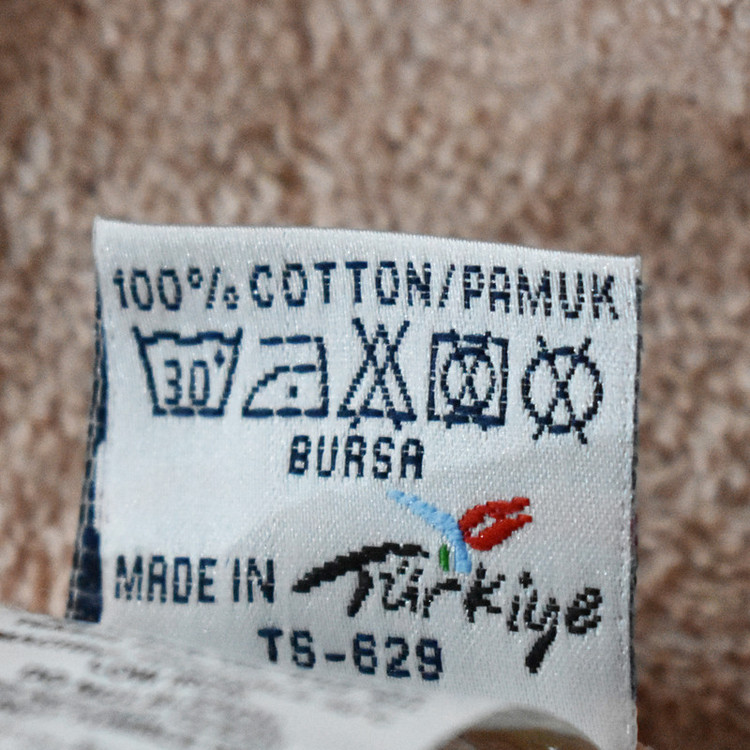 100% COTTON/PAMUK
30°
BURSA
MADE IN Türkiye
TS-629